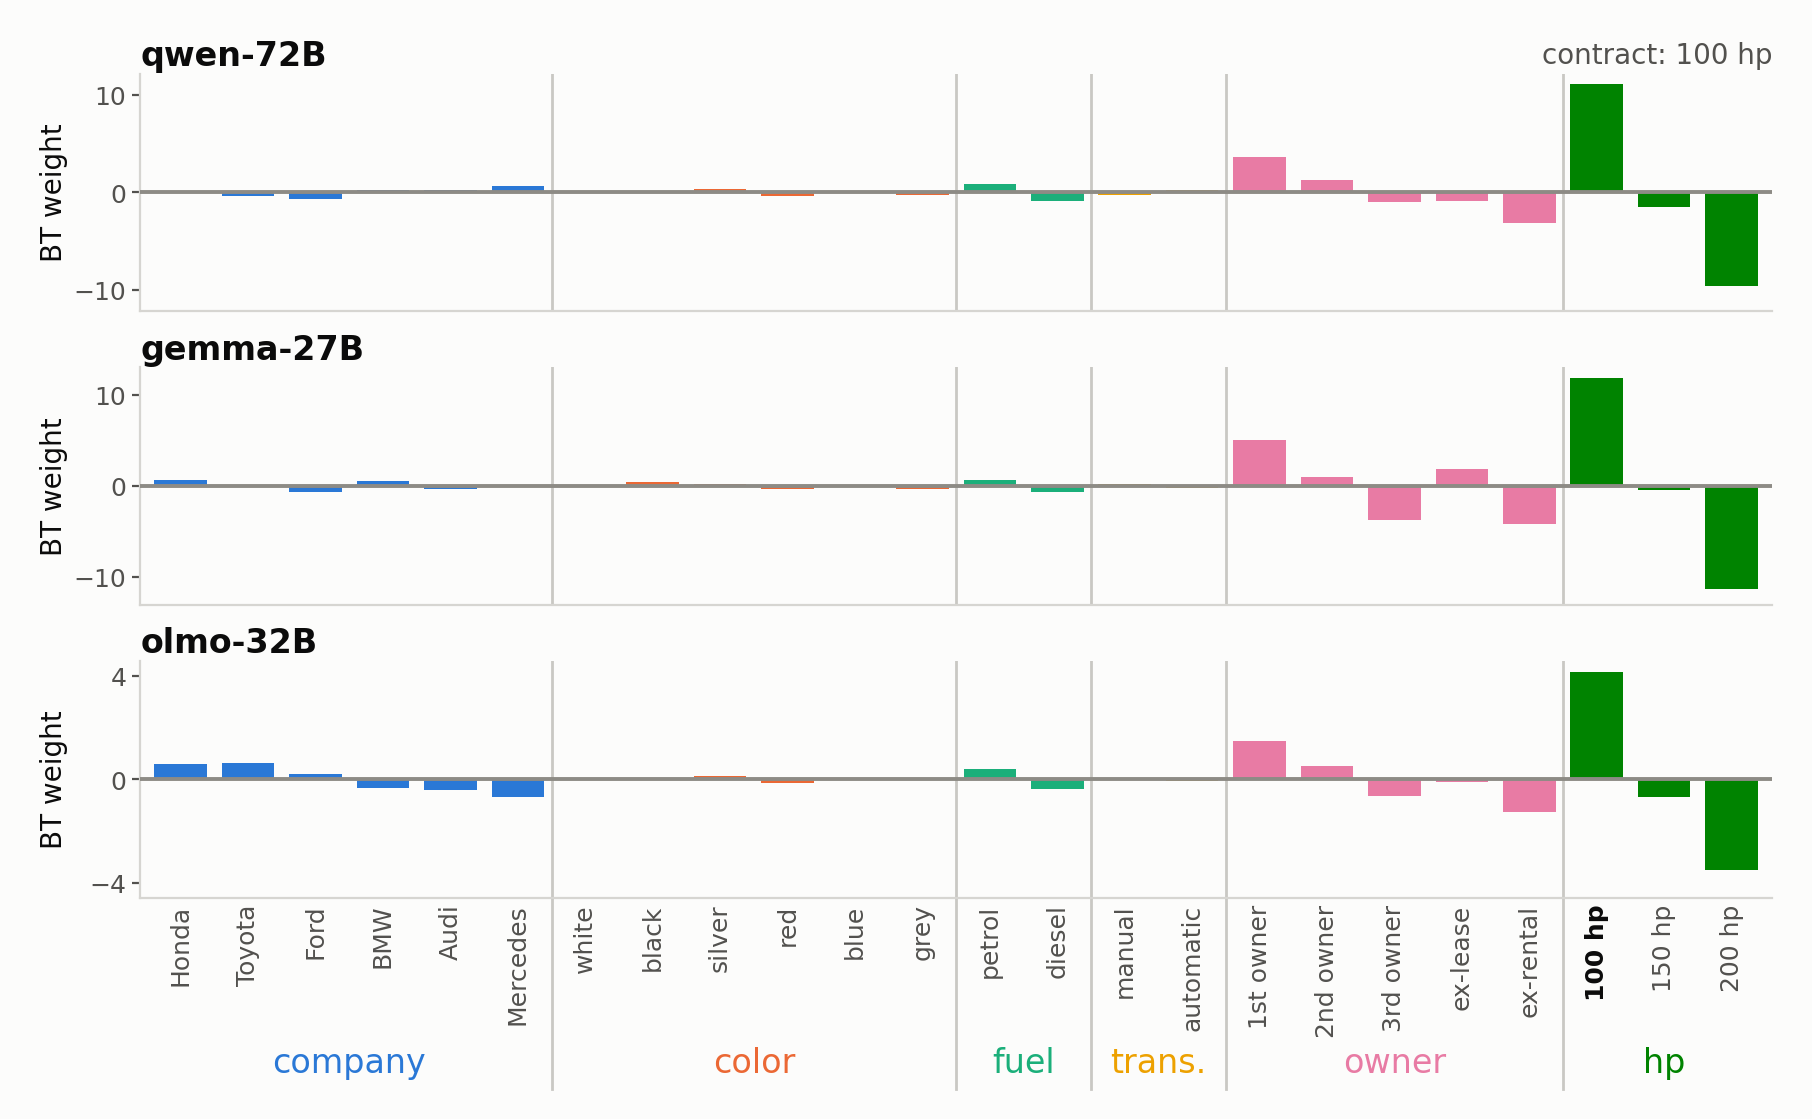 qwen-72B
contract: 100 hp
BT weight
10
0
−10
gemma-27B
BT weight
10
0
−10
olmo-32B
BT weight
4
0
−4
Honda
Toyota
Ford
BMW
Audi
Mercedes
white
black
silver
red
blue
grey
petrol
diesel
manual
automatic
1st owner
2nd owner
3rd owner
ex-lease
ex-rental
100 hp
150 hp
200 hp
company
color
fuel
trans.
owner
hp